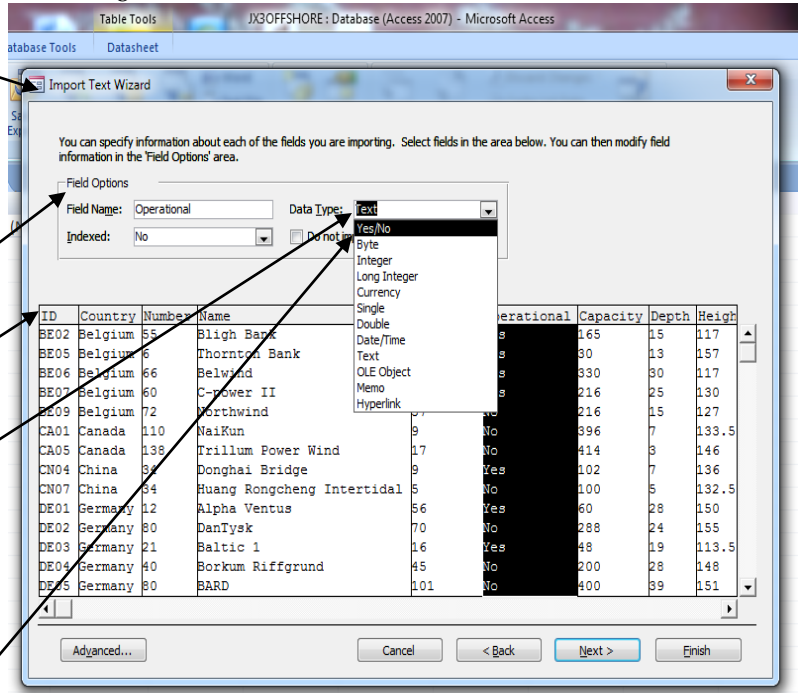 Table Tools JX3OFFSHORE : Database (Access 2007) - Microsoft Access
atabase Tools Datasheet
Import Text Wizard
You can specify information about each of the fields you are importing. Select fields in the area below. You can then modify field
information in the 'Field Options' area.
Field Options
Field Name: Operational Data Type: Text
Indexed: No Do not im
Yes/No
Byte
Integer
Long Integer
Currency
Single
Double
Date/Time
Text
OLE Object
Memo
Hyperlink
ID Country Number Name perational Capacity Depth Heigh
BE02 Belgium 55 Bligh Bank s 165 15 117
BE05 Belgium 6 Thornton Bank s 30 13 157
BE06 Belgium 66 Belwind s 330 30 117
BE07 Belgium 60 C-power II s 216 25 130
BE09 Belgium 72 Northwind 37 No 216 15 127
CA01 Canada 110 NaiKun 9 No 396 7 133.5
CA05 Canada 138 Trillum Power Wind 17 No 414 3 146
CN04 China 34 Donghai Bridge 9 Yes 102 7 136
CN07 China 34 Huang Rongcheng Intertidal 5 No 100 5 132.5
DE01 Germany 12 Alpha Ventus 56 Yes 60 28 150
DE02 Germany 80 DanTysk 70 No 288 24 155
DE03 Germany 21 Baltic 1 16 Yes 48 19 113.5
DE04 Germany 40 Borkum Riffgrund 45 No 200 28 148
DE05 Germany 80 BARD 101 No 400 39 151
Advanced... Cancel < Back Next > Finish